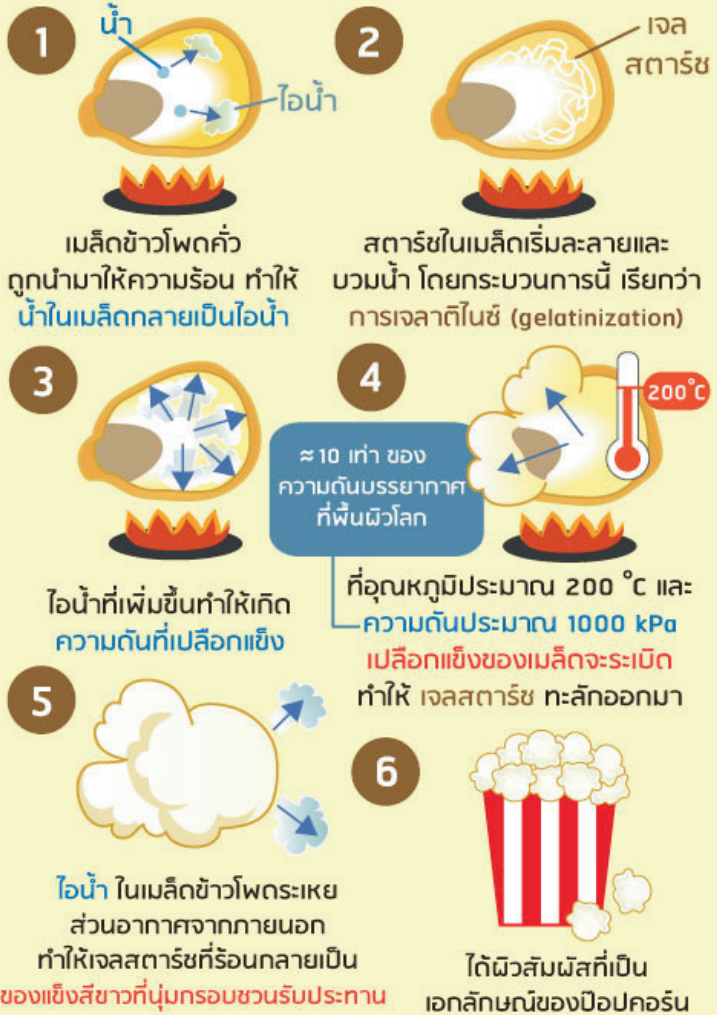 1
น้ำ
ไอน้ำ
เมล็ดข้าวโพดคั่ว
ถูกนำมาให้ความร้อน ทำให้
น้ำในเมล็ดกลายเป็นไอน้ำ
2
เจล
สตาร์ช
สตาร์ชในเมล็ดเริ่มละลายและ
บวมน้ำ โดยกระบวนการนี้ เรียกว่า
การเจลาติไนซ์ (gelatinization)
3
ไอน้ำที่เพิ่มขึ้นทำให้เกิด
ความดันที่เปลือกแข็ง
4
200°C
≈10 เท่า ของ
ความดันบรรยากาศ
ที่พื้นผิวโลก
ที่อุณหภูมิประมาณ 200 °C และ
ความดันประมาณ 1000 kPa
เปลือกแข็งของเมล็ดจะระเบิด
ทำให้ เจลสตาร์ช ทะลักออกมา
5
ไอน้ำ ในเมล็ดข้าวโพดระเหย
ส่วนอากาศจากภายนอก
ทำให้เจลสตาร์ชที่ร้อนกลายเป็น
ของแข็งสีขาวที่นุ่มกรอบชวนรับประทาน
6
ได้ผิวสัมผัสที่เป็น
เอกลักษณ์ของป๊อปคอร์น